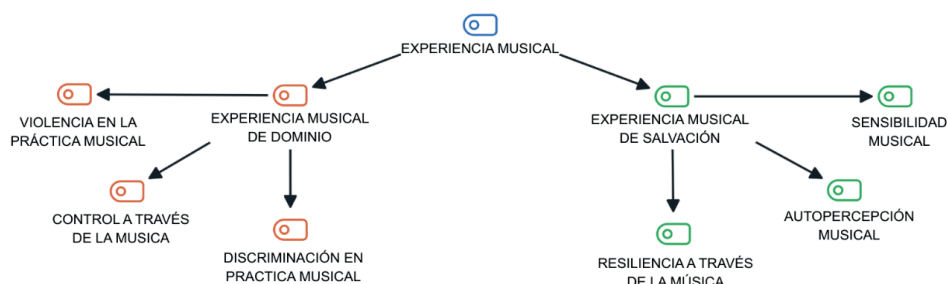 EXPERIENCIA MUSICAL
VIOLENCIA EN LA
PRÁCTICA MUSICAL
EXPERIENCIA MUSICAL
DE DOMINIO
EXPERIENCIA MUSICAL
DE SALVACIÓN
SENSIBILIDAD
MUSICAL
CONTROL A TRAVÉS
DE LA MUSICA
DISCRIMINACIÓN EN
PRACTICA MUSICAL
RESILIENCIA A TRAVÉS
DE LA MÚSICA
AUTOPERCEPCIÓN
MUSICAL